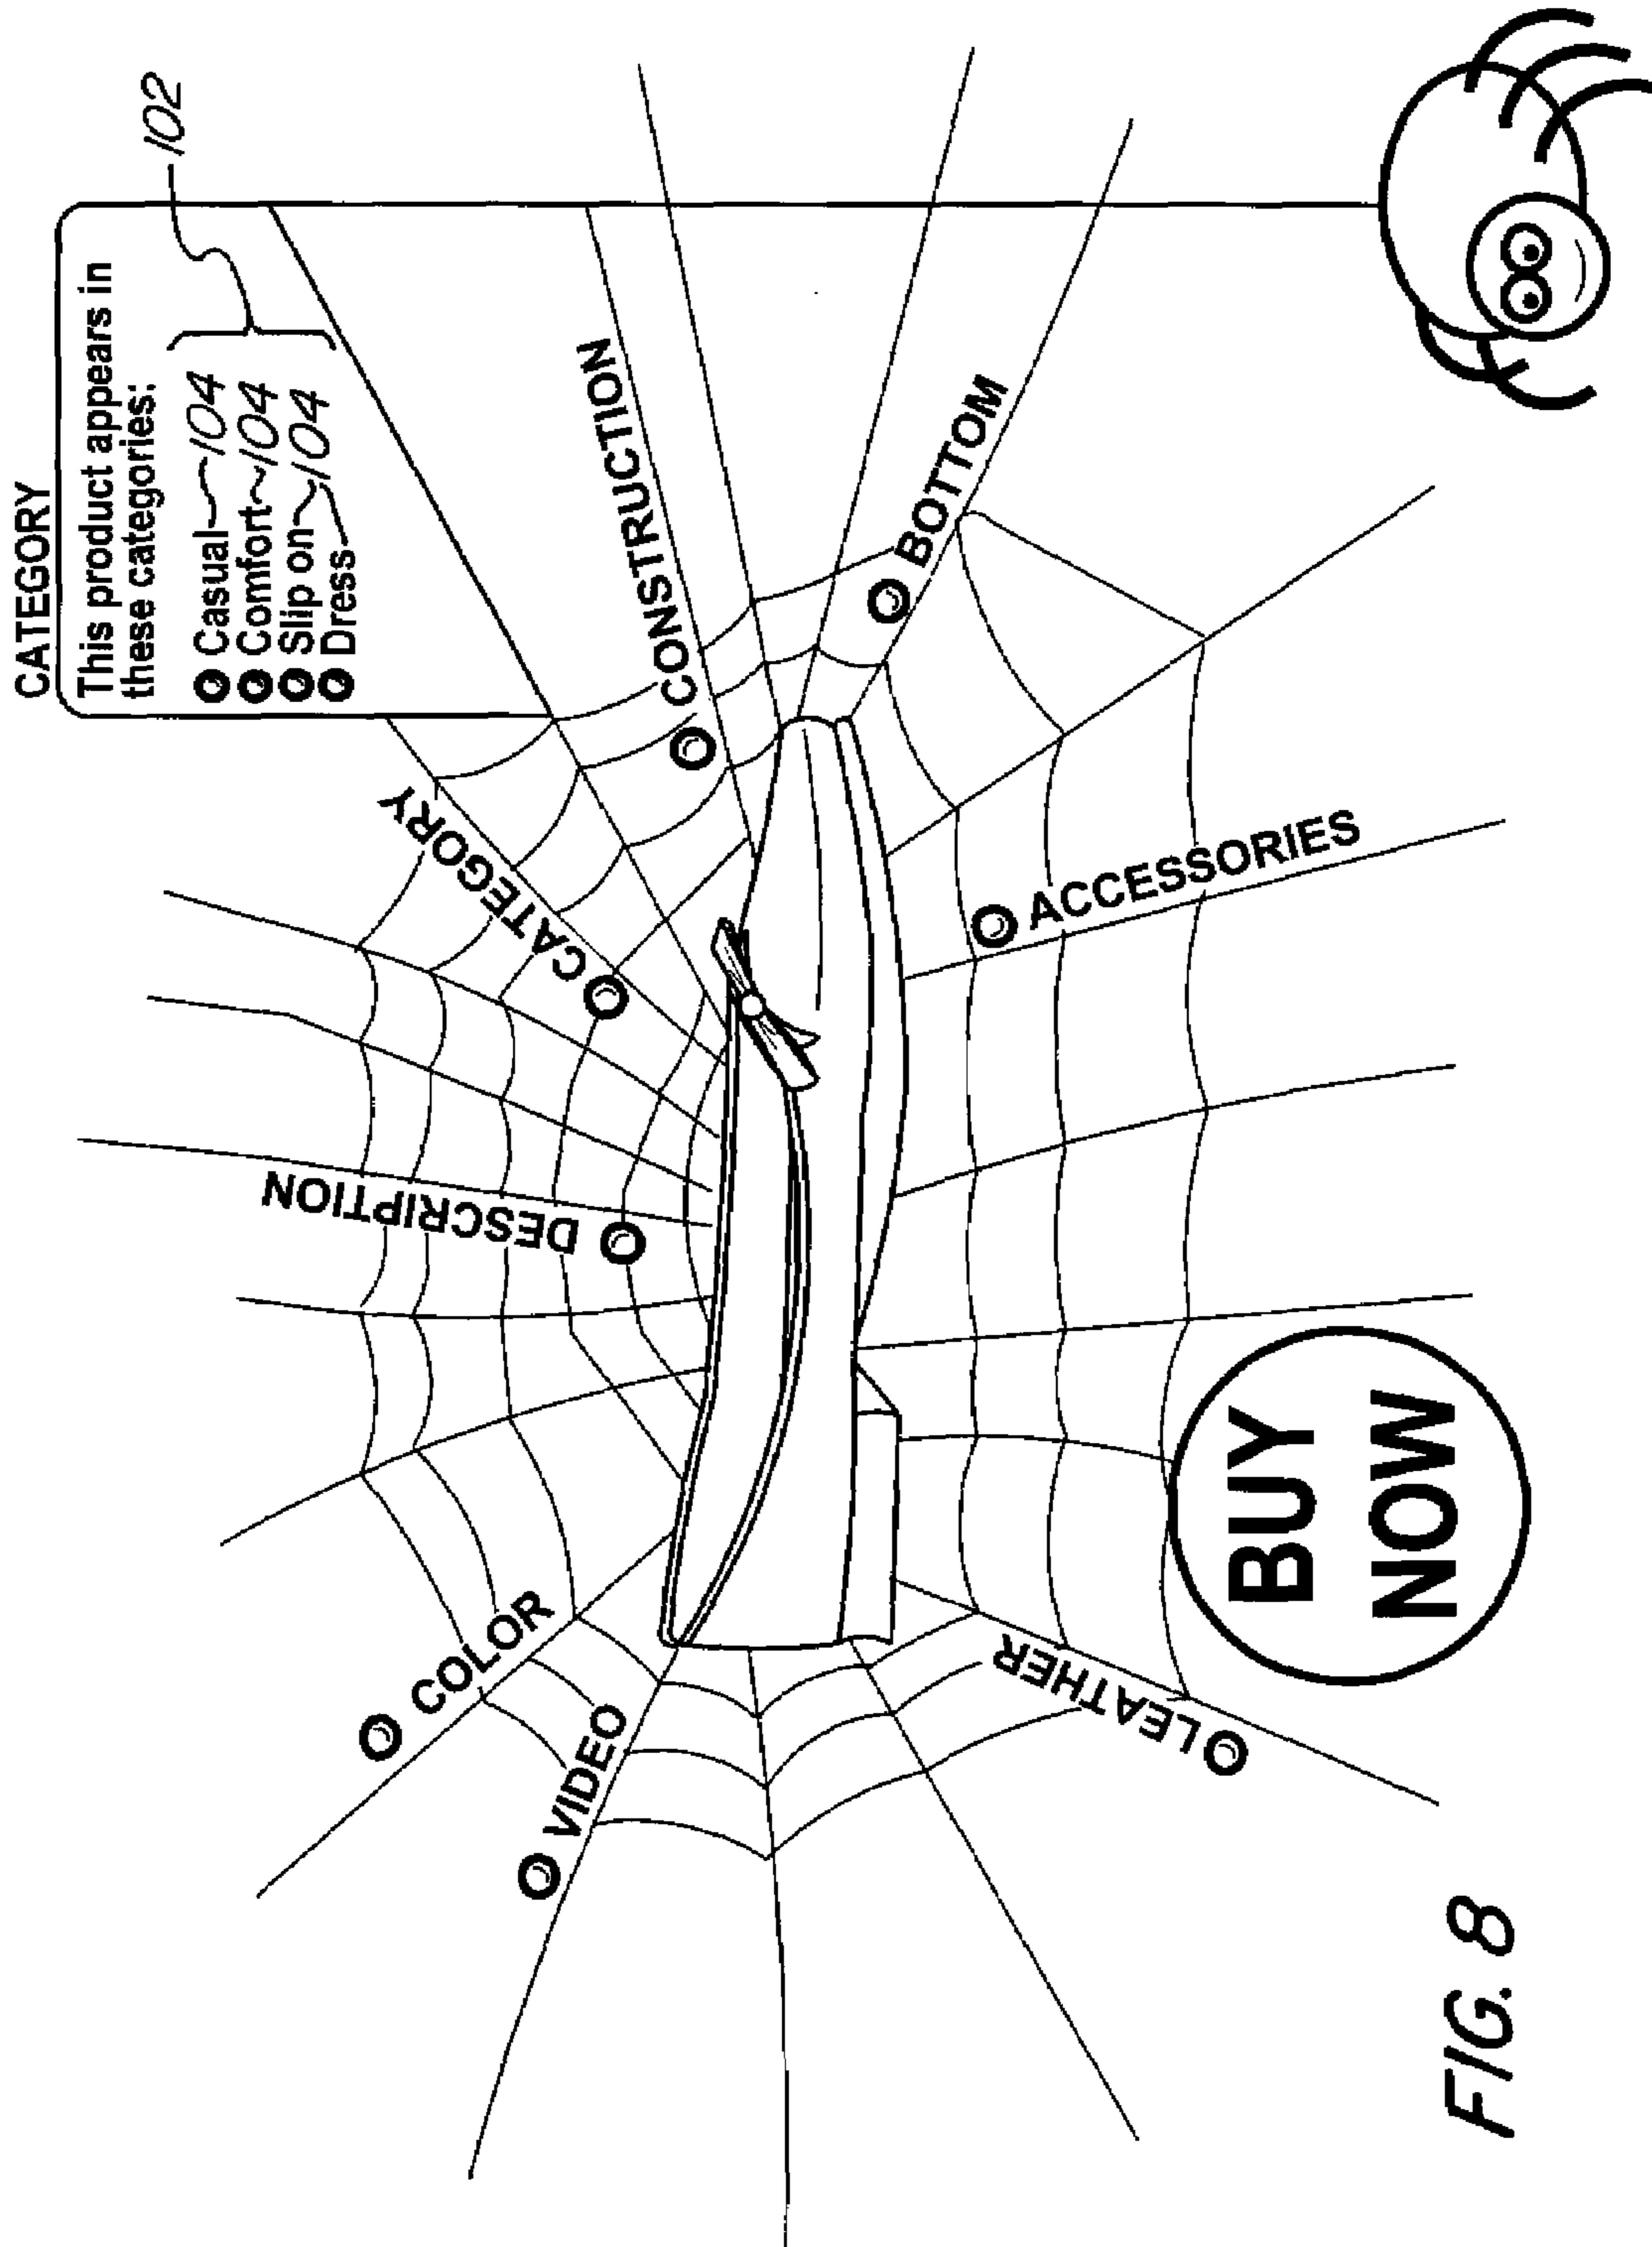 CATEGORY
This product appears in
these categories:
102
Casual 104
Comfort 104
Slip on 104
Dress
CATEGORY
DESCRIPTION
CONSTRUCTION
COLOR
VIDEO
BOTTOM
ACCESSORIES
LEATHER
BUY
NOW
FIG. 8